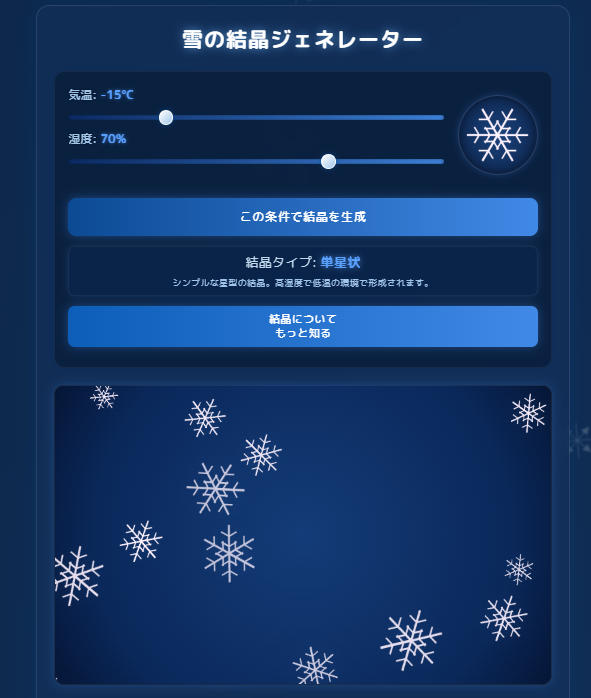 雪の結晶ジェネレーター
気温: -15℃
湿度: 70%
この条件で結晶を生成
結晶タイプ: 単星状
シンプルな星型の結晶。高湿度で低温の環境で形成されます。
結晶について
もっと知る